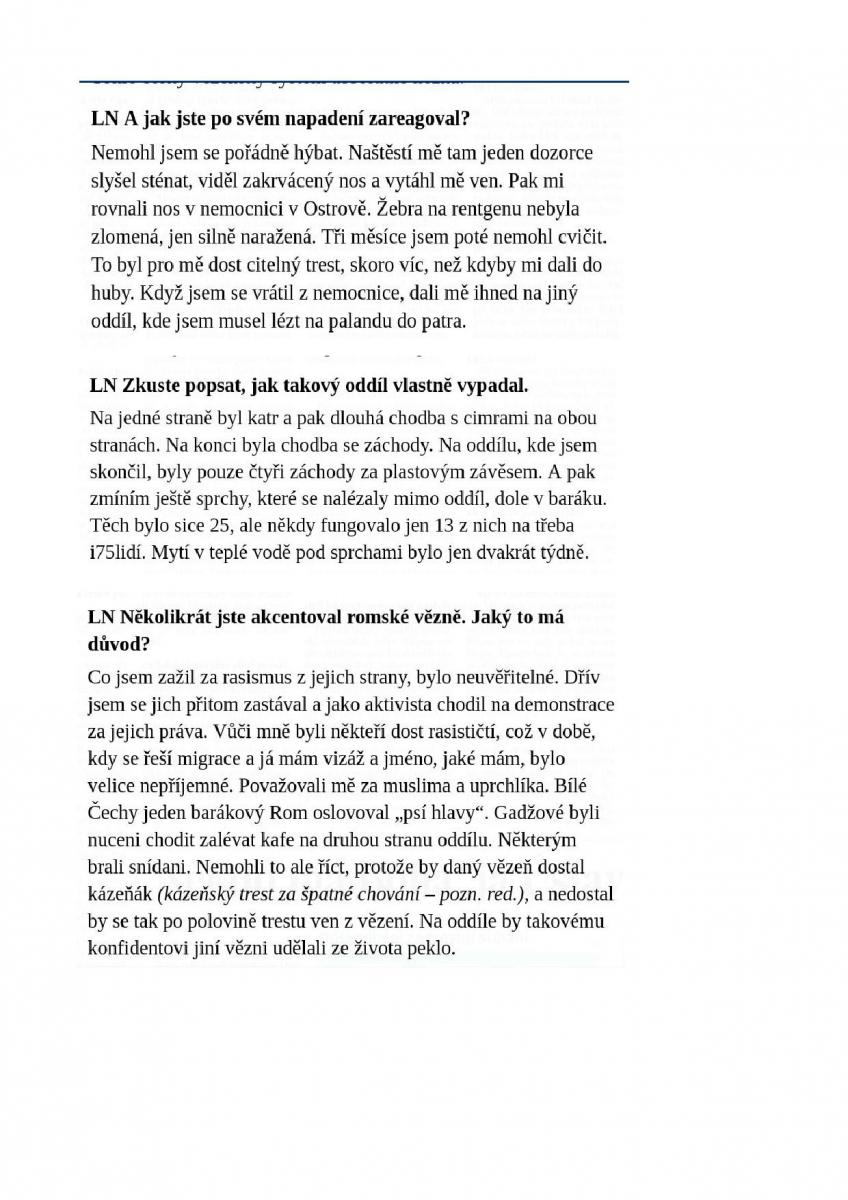 LN A jak jste po svém napadení zareagoval?
Nemohl jsem se pořádně hýbat. Naštěstí mě tam jeden dozorce
slyšel sténat, viděl zakrvácený nos a vytáhl mě ven. Pak mi
rovnali nos v nemocnici v Ostrově. Žebra na rentgenu nebyla
zlomená, jen silně naražená. Tři měsíce jsem poté nemohl cvičit.
To byl pro mě dost citelný trest, skoro víc, než kdyby mi dali do
huby. Když jsem se vrátil z nemocnice, dali mě ihned na jiný
oddíl, kde jsem musel lézt na palandu do patra.
LN Zkuste popsat, jak takový oddíl vlastně vypadal.
Na jedné straně byl katr a pak dlouhá chodba s cimrami na obou
stranách. Na konci byla chodba se záchody. Na oddílu, kde jsem
skončil, byly pouze čtyři záchody za plastovým závěsem. A pak
zmíním ještě sprchy, které se nalézaly mimo oddíl, dole v baráku.
Těch bylo sice 25, ale někdy fungovalo jen 13 z nich na třeba
i75lidí. Mytí v teplé vodě pod sprchami bylo jen dvakrát týdně.
LN Několikrát jste akcentoval romské vězně. Jaký to má
důvod?
Co jsem zažil za rasismus z jejich strany, bylo neuvěřitelné. Dřív
jsem se jich přitom zastával a jako aktivista chodil na demonstrace
za jejich práva. Vůči mně byli někteří dost rasističtí, což v době,
kdy se řeší migrace a já mám vizáž a jméno, jaké mám, bylo
velice nepříjemné. Považovali mě za muslima a uprchlíka. Bílé
Čechy jeden barákový Rom oslovoval „psí hlavy“. Gadžové byli
nuceni chodit zalévat kafe na druhou stranu oddílu. Některým
brali snídani. Nemohli to ale říct, protože by daný vězeň dostal
kázeňák (kázeňský trest za špatné chování – pozn. red.), a nedostal
by se tak po polovině trestu ven z vězení. Na oddíle by takovému
konfidentovi jiní vězni udělali ze života peklo.